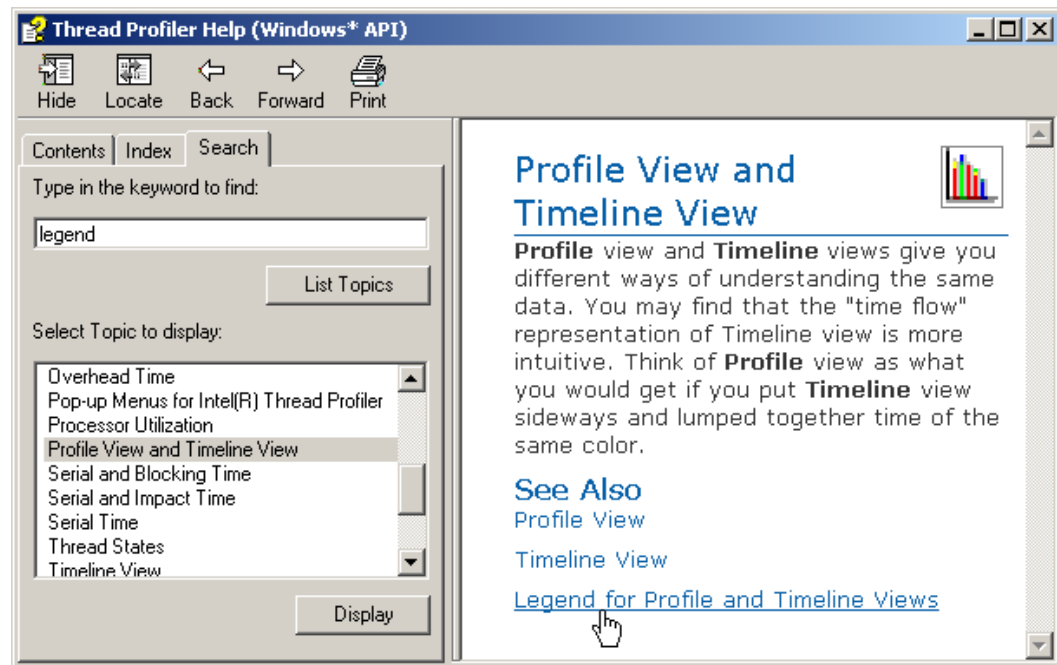 Thread Profiler Help (Windows* API)
Hide Locate Back Forward Print
Contents Index Search
Type in the keyword to find:
legend
List Topics
Select Topic to display:
Overhead Time
Pop-up Menus for Intel(R) Thread Profiler
Processor Utilization
Profile View and Timeline View
Serial and Blocking Time
Serial and Impact Time
Serial Time
Thread States
Timeline View
Display
Profile View and
Timeline View
Profile view and Timeline views give you
different ways of understanding the same
data. You may find that the "time flow"
representation of Timeline view is more
intuitive. Think of Profile view as what
you would get if you put Timeline view
sideways and lumped together time of the
same color.
See Also
Profile View
Timeline View
Legend for Profile and Timeline Views